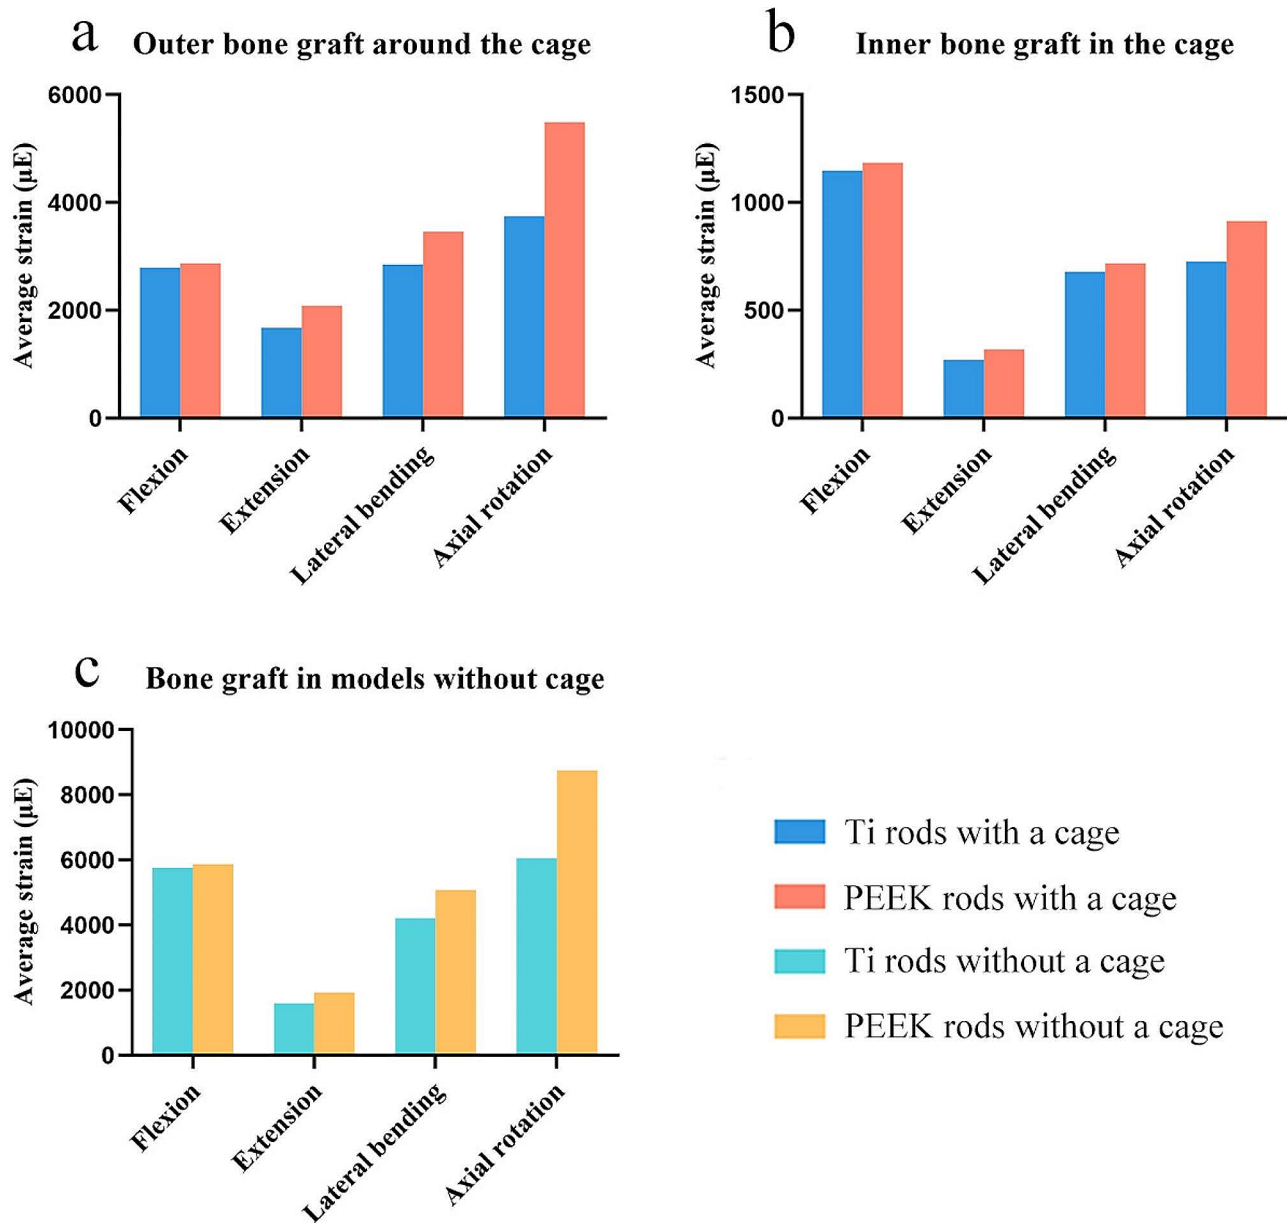 a Outer bone graft around the cage
6000
4000
2000
0
Average strain (μE)
Flexion
Extension
Lateral bending
Axial rotation
b Inner bone graft in the cage
1500
1000
500
0
Average strain (μE)
Flexion
Extension
Lateral bending
Axial rotation
c Bone graft in models without cage
10000
8000
6000
4000
2000
0
Average strain (μE)
Flexion
Extension
Lateral bending
Axial rotation
Ti rods with a cage
PEEK rods with a cage
Ti rods without a cage
PEEK rods without a cage